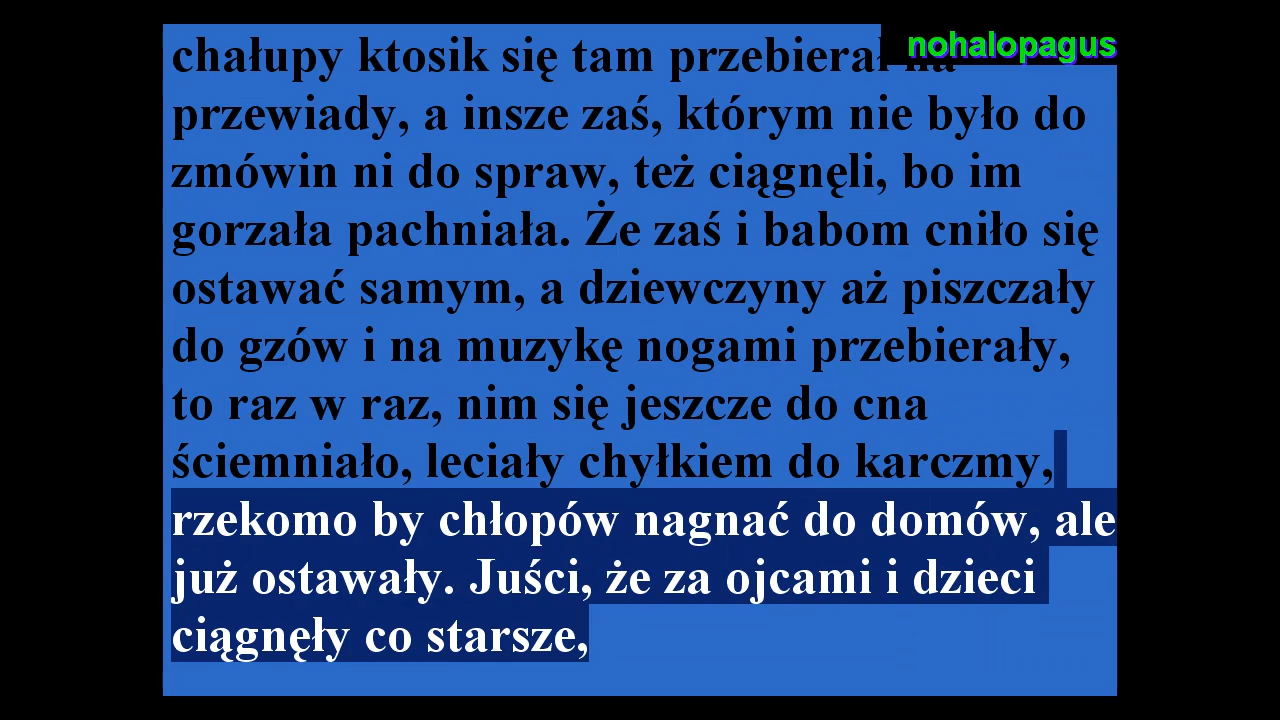 nohalopagus
chałupy ktosik się tam przebierał na
przewiady, a insze zaś, którym nie było do
zmówin ni do spraw, też ciągnęli, bo im
gorzała pachniała. Że zaś i babom cniło się
ostawać samym, a dziewczyny aż piszczały
do gzów i na muzykę nogami przebierały,
to raz w raz, nim się jeszcze do cna
ściemniało, leciały chyłkiem do karczmy,
rzekomo by chłopów nagnać do domów, ale
już ostawały. Juści, że za ojcami i dzieci
ciągnęły co starsze,